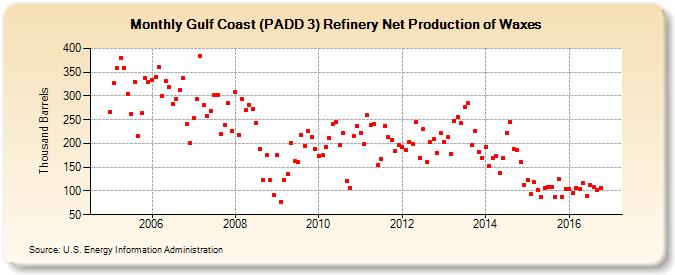 Monthly Gulf Coast (PADD 3) Refinery Net Production of Waxes
Thousand Barrels
400
350
300
250
200
150
100
50
2006 2008 2010 2012 2014 2016
Source: U.S. Energy Information Administration